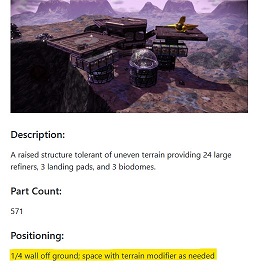 Description:
A raised structure tolerant of uneven terrain providing 24 large
refiners, 3 landing pads, and 3 biodomes.
Part Count:
571
Positioning:
1/4 wall off ground; space with terrain modifier as needed